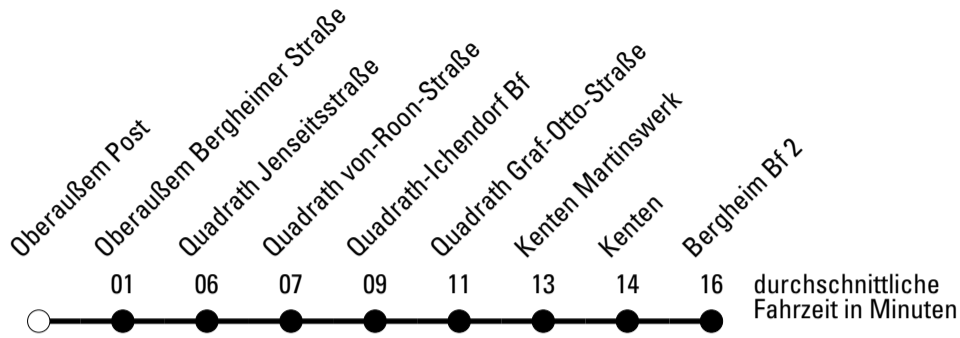 Oberaußem Post
Oberaußem Bergheimer Straße
Quadrath Jenseitsstraße
Quadrath von-Roon-Straße
Quadrath-Ichendorf Bf
Quadrath Graf-Otto-Straße
Kenten Martinswerk
Kenten
Bergheim Bf 2
01 06 07 09 11 13 14 16
durchschnittliche
Fahrzeit in Minuten